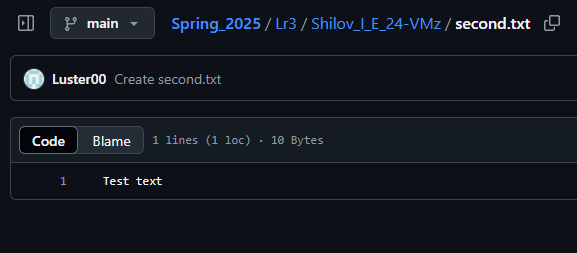 main Spring_2025 / Lr3 / Shilov_I_E_24-VMz / second.txt
Luster00 Create second.txt
Code Blame 1 lines (1 loc) · 10 Bytes
1 Test text